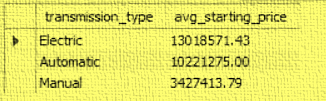 transmission_type avg_starting_price
Electric 13018571.43
Automatic 10221275.00
Manual 3427413.79